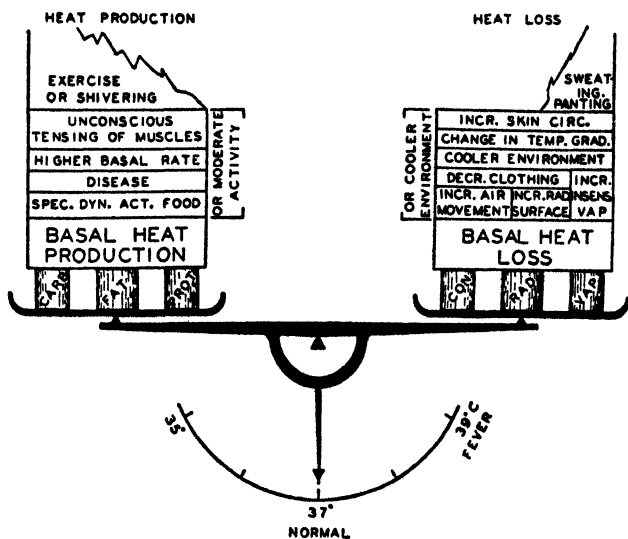 HEAT PRODUCTION
EXERCISE
OR SHIVERING
UNCONSCIOUS
TENSING OF MUSCLES
HIGHER BASAL RATE
DISEASE
SPEC. DYN. ACT. FOOD
OR MODERATE
ACTIVITY
BASAL HEAT
PRODUCTION
CARB
FAT
PROT
HEAT LOSS
SWEAT-
ING.
PANTING
INCR. SKIN CIRC.
CHANGE IN TEMP. GRAD.
COOLER ENVIRONMENT
DECR. CLOTHING
INCR.
INSENS.
VAP
INCR. AIR
MOVEMENT
INCR. RAD
SURFACE
OR COOLER
ENVIRONMENT
BASAL HEAT
LOSS
CON
RAD
VAP
35°
37°
39°C
FEVER
NORMAL